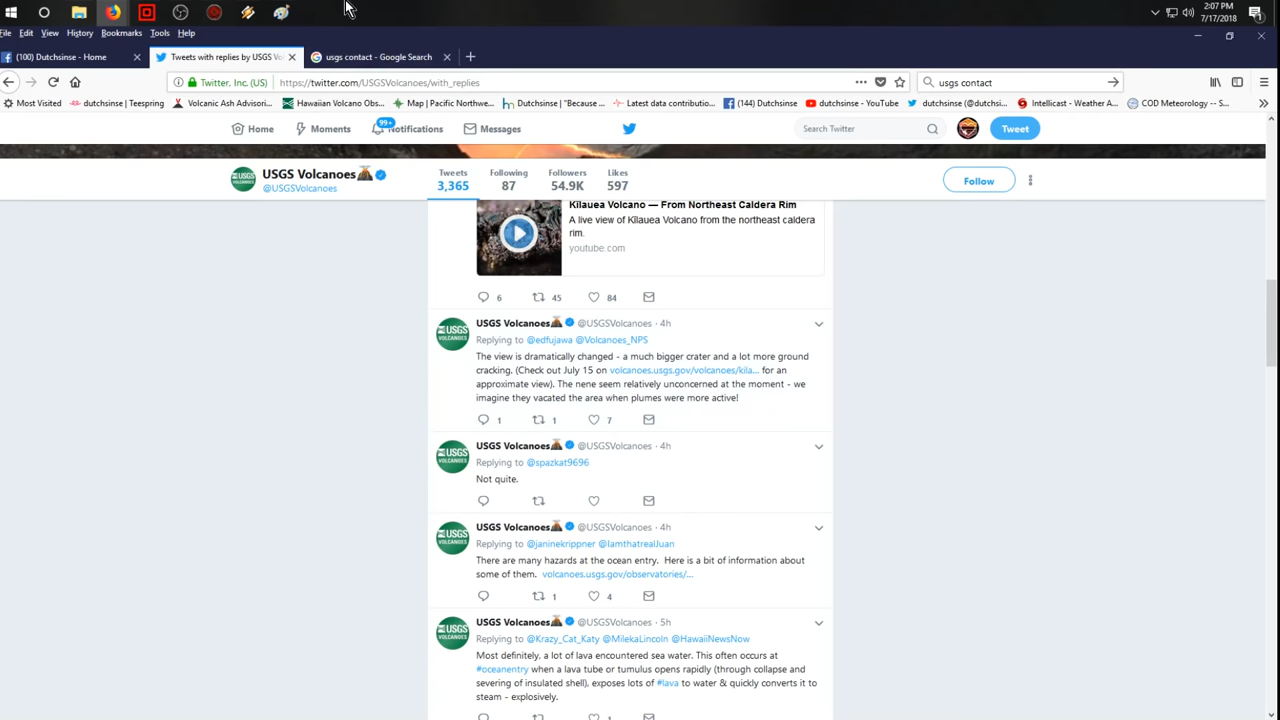 2:07 PM
7/17/2018
File Edit View History Bookmarks Tools Help
(100) Dutchsinse - Home
Tweets with replies by USGS Vo
usgs contact - Google Search
Twitter, Inc. (US)
https://twitter.com/USGSVolcanoes/with_replies
usgs contact
Most Visited
dutchsinse | Teespring
Volcanic Ash Advisori...
Hawaiian Volcano Obs...
Map | Pacific Northwe...
Dutchsinse | "Because ...
Latest data contributio...
(144) Dutchsinse
dutchsinse - YouTube
dutchsinse (@dutchsi...
Intellicast - Weather A...
COD Meteorology -- S...
Home
Moments
99+
Notifications
Messages
Search Twitter
Tweet
USGS Volcanoes
@USGSVolcanoes
Tweets
3,365
Following
87
Followers
54.9K
Likes
597
Follow
Kīlauea Volcano — From Northeast Caldera Rim
A live view of Kīlauea Volcano from the northeast caldera
rim.
youtube.com
6 45 84
USGS Volcanoes @USGSVolcanoes · 4h
Replying to @edfujawa @Volcanoes_NPS
The view is dramatically changed - a much bigger crater and a lot more ground
cracking. (Check out July 15 on volcanoes.usgs.gov/volcanoes/kila... for an
approximate view). The nene seem relatively unconcerned at the moment - we
imagine they vacated the area when plumes were more active!
1 1 7
USGS Volcanoes @USGSVolcanoes · 4h
Replying to @spazkat9696
Not quite.
USGS Volcanoes @USGSVolcanoes · 4h
Replying to @janinekrippner @IamthatrealJuan
There are many hazards at the ocean entry. Here is a bit of information about
some of them. volcanoes.usgs.gov/observatories/...
1 4
USGS Volcanoes @USGSVolcanoes · 5h
Replying to @Krazy_Cat_Katy @MilekaLincoln @HawaiiNewsNow
Most definitely, a lot of lava encountered sea water. This often occurs at
#oceanentry when a lava tube or tumulus opens rapidly (through collapse and
severing of insulated shell), exposes lots of #lava to water & quickly converts it to
steam - explosively.